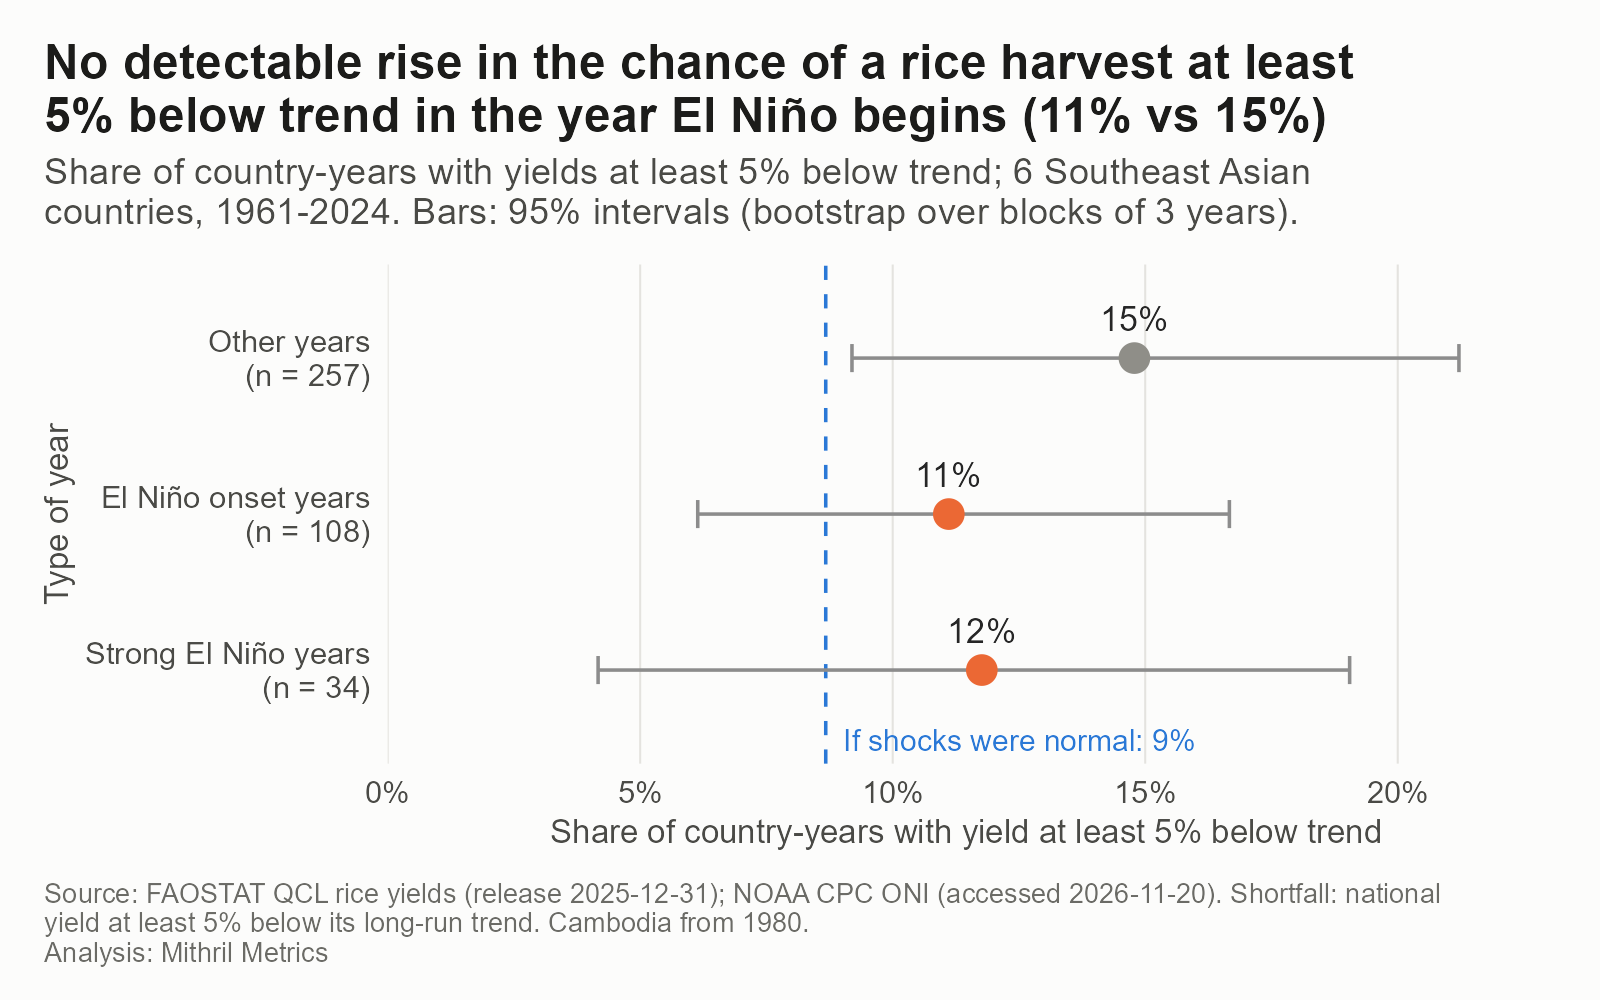 No detectable rise in the chance of a rice harvest at least
5% below trend in the year El Niño begins (11% vs 15%)
Share of country-years with yields at least 5% below trend; 6 Southeast Asian
countries, 1961-2024. Bars: 95% intervals (bootstrap over blocks of 3 years).
Type of year
Other years
(n = 257)
15%
El Niño onset years
(n = 108)
11%
Strong El Niño years
(n = 34)
12%
If shocks were normal: 9%
0%
5%
10%
15%
20%
Share of country-years with yield at least 5% below trend
Source: FAOSTAT QCL rice yields (release 2025-12-31); NOAA CPC ONI (accessed 2026-11-20). Shortfall: national
yield at least 5% below its long-run trend. Cambodia from 1980.
Analysis: Mithril Metrics